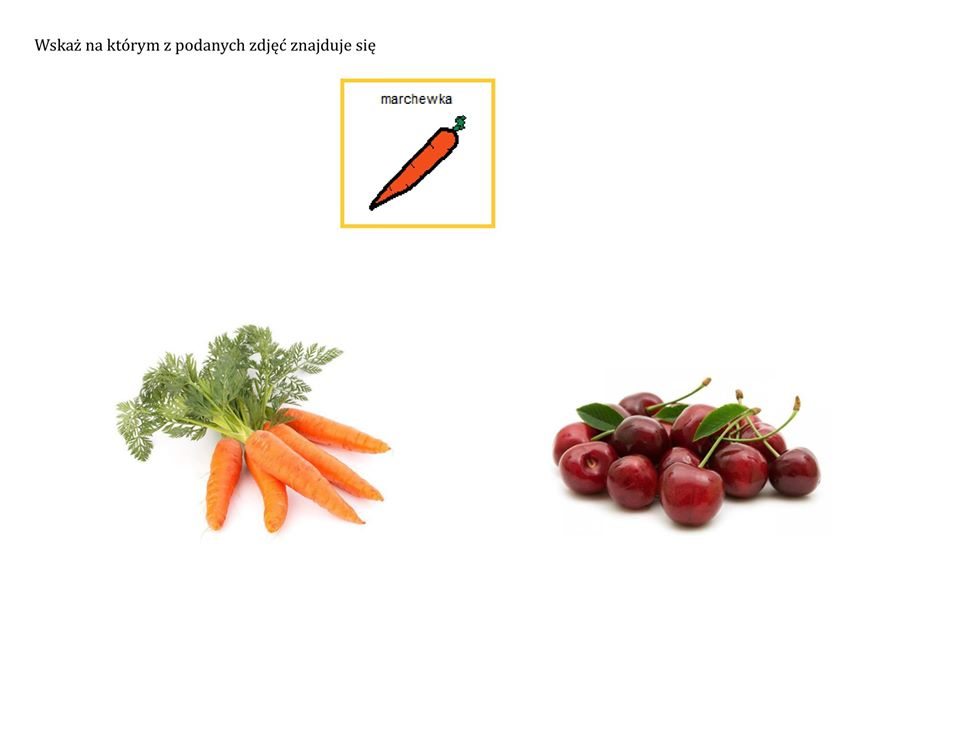 Wskaż na którym z podanych zdjęć znajduje się
marchewka